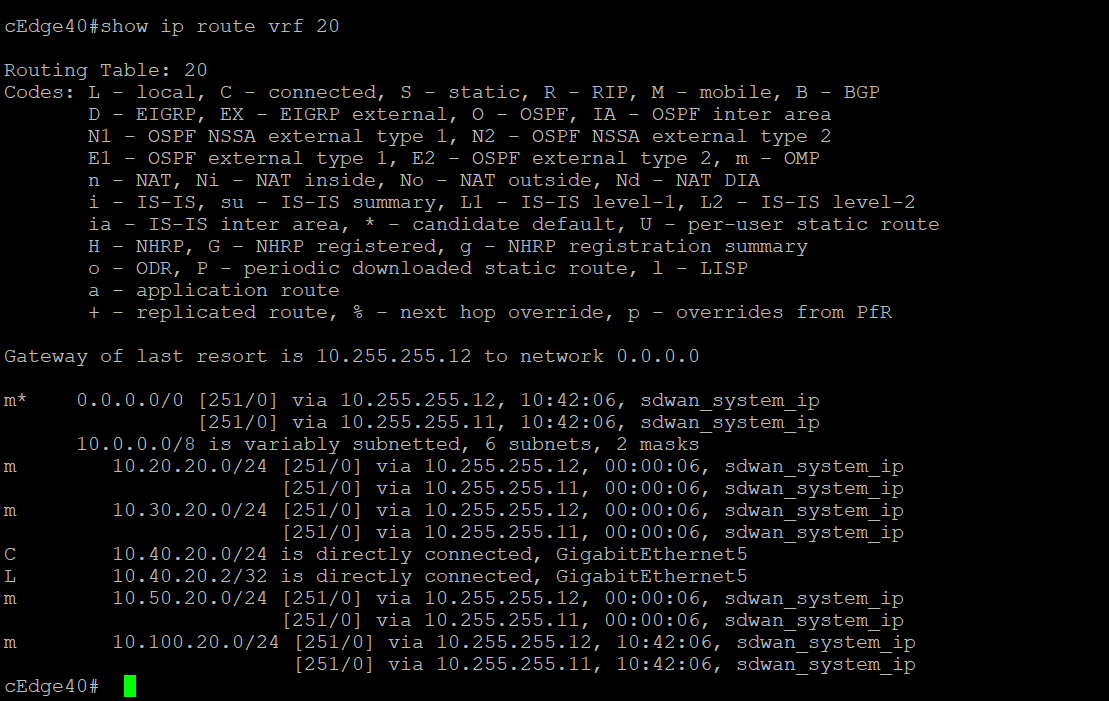 cEdge40#show ip route vrf 20
Routing Table: 20
Codes: L - local, C - connected, S - static, R - RIP, M - mobile, B - BGP
       D - EIGRP, EX - EIGRP external, O - OSPF, IA - OSPF inter area
       N1 - OSPF NSSA external type 1, N2 - OSPF NSSA external type 2
       E1 - OSPF external type 1, E2 - OSPF external type 2, m - OMP
       n - NAT, Ni - NAT inside, No - NAT outside, Nd - NAT DIA
       i - IS-IS, su - IS-IS summary, L1 - IS-IS level-1, L2 - IS-IS level-2
       ia - IS-IS inter area, * - candidate default, U - per-user static route
       H - NHRP, G - NHRP registered, g - NHRP registration summary
       o - ODR, P - periodic downloaded static route, l - LISP
       a - application route
       + - replicated route, % - next hop override, p - overrides from PfR
Gateway of last resort is 10.255.255.12 to network 0.0.0.0
m*    0.0.0.0/0 [251/0] via 10.255.255.12, 10:42:06, sdwan_system_ip
                [251/0] via 10.255.255.11, 10:42:06, sdwan_system_ip
      10.0.0.0/8 is variably subnetted, 6 subnets, 2 masks
m        10.20.20.0/24 [251/0] via 10.255.255.12, 00:00:06, sdwan_system_ip
                       [251/0] via 10.255.255.11, 00:00:06, sdwan_system_ip
m        10.30.20.0/24 [251/0] via 10.255.255.12, 00:00:06, sdwan_system_ip
                       [251/0] via 10.255.255.11, 00:00:06, sdwan_system_ip
C        10.40.20.0/24 is directly connected, GigabitEthernet5
L        10.40.20.2/32 is directly connected, GigabitEthernet5
m        10.50.20.0/24 [251/0] via 10.255.255.12, 00:00:06, sdwan_system_ip
                       [251/0] via 10.255.255.11, 00:00:06, sdwan_system_ip
m        10.100.20.0/24 [251/0] via 10.255.255.12, 10:42:06, sdwan_system_ip
                        [251/0] via 10.255.255.11, 10:42:06, sdwan_system_ip
cEdge40#